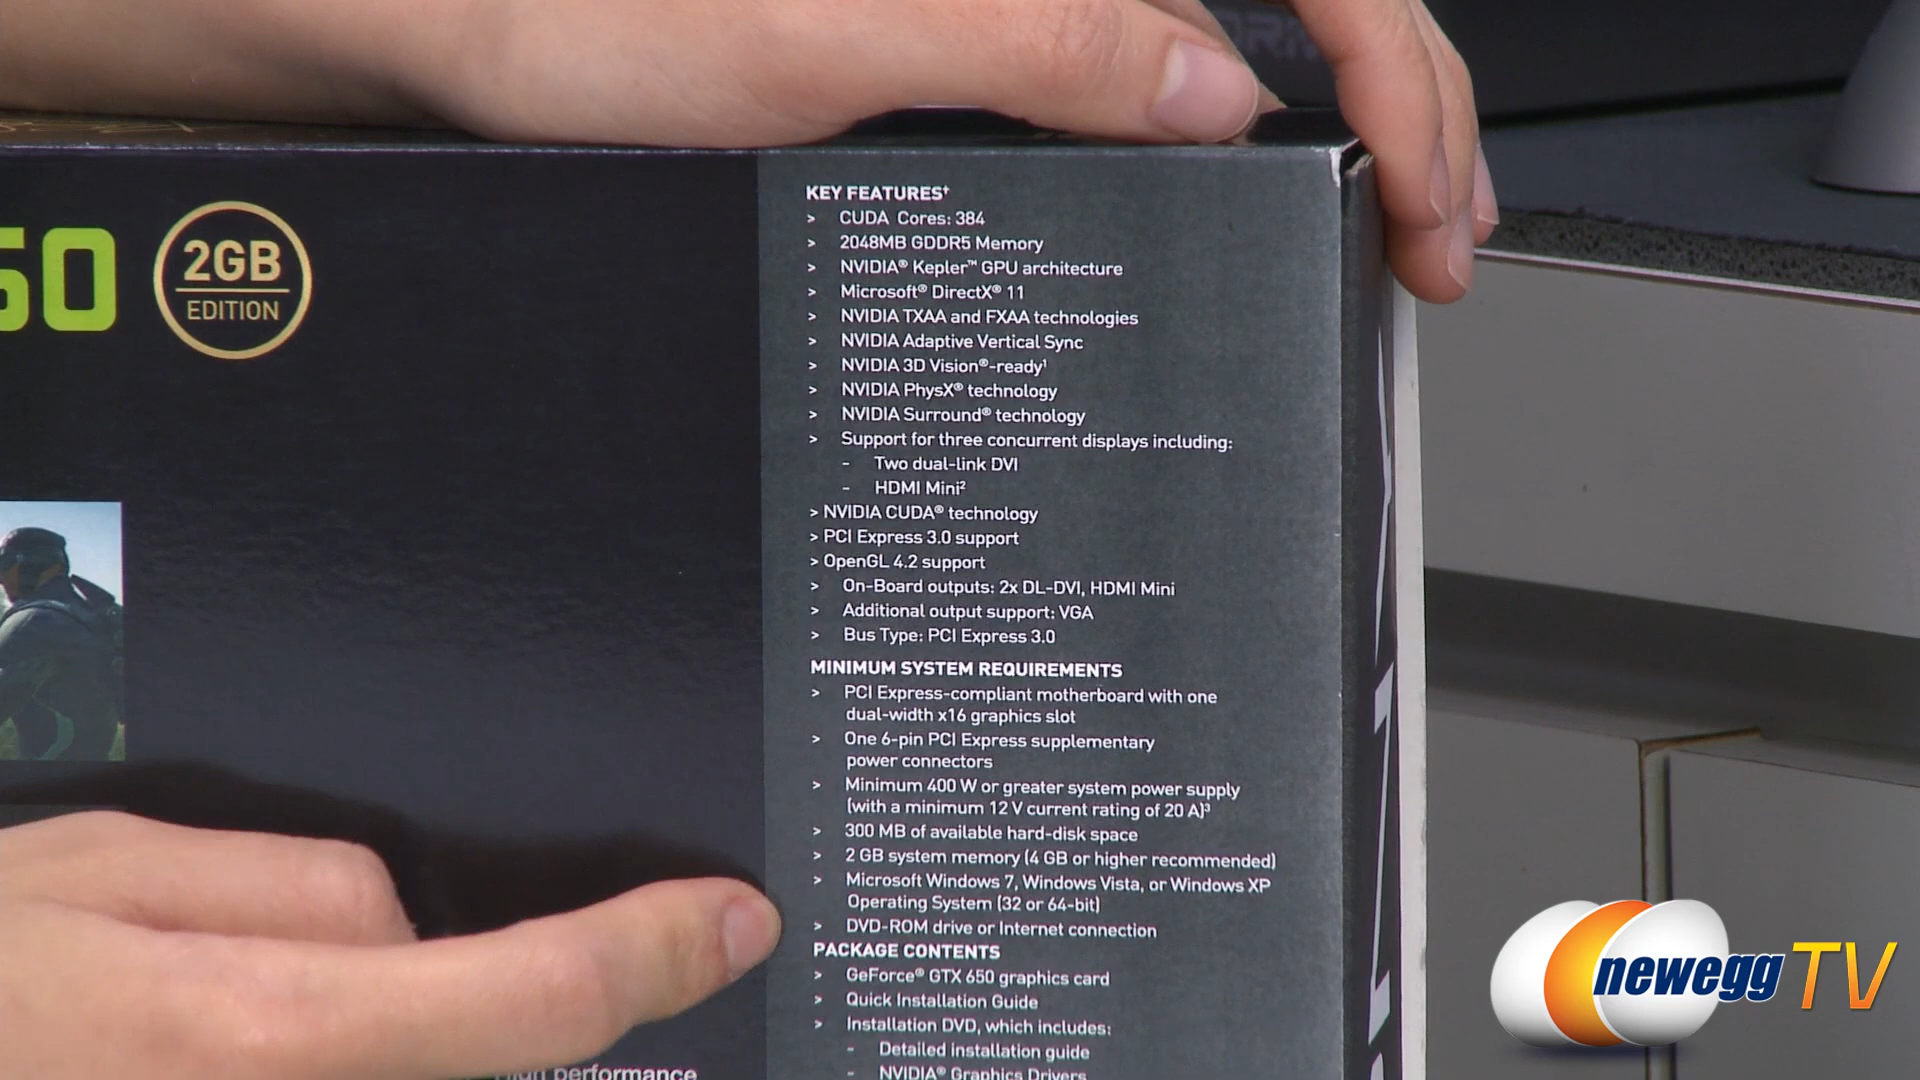 50
2GB
EDITION
KEY FEATURES†
> CUDA Cores: 384
> 2048MB GDDR5 Memory
> NVIDIA® Kepler™ GPU architecture
> Microsoft® DirectX® 11
> NVIDIA TXAA and FXAA technologies
> NVIDIA Adaptive Vertical Sync
> NVIDIA 3D Vision®-ready¹
> NVIDIA PhysX® technology
> NVIDIA Surround® technology
> Support for three concurrent displays including:
- Two dual-link DVI
- HDMI Mini²
> NVIDIA CUDA® technology
> PCI Express 3.0 support
> OpenGL 4.2 support
> On-Board outputs: 2x DL-DVI, HDMI Mini
> Additional output support: VGA
> Bus Type: PCI Express 3.0
MINIMUM SYSTEM REQUIREMENTS
> PCI Express-compliant motherboard with one
dual-width x16 graphics slot
> One 6-pin PCI Express supplementary
power connectors
> Minimum 400 W or greater system power supply
(with a minimum 12 V current rating of 20 A)³
> 300 MB of available hard-disk space
> 2 GB system memory (4 GB or higher recommended)
> Microsoft Windows 7, Windows Vista, or Windows XP
Operating System (32 or 64-bit)
> DVD-ROM drive or Internet connection
PACKAGE CONTENTS
> GeForce® GTX 650 graphics card
> Quick Installation Guide
> Installation DVD, which includes:
- Detailed installation guide
- NVIDIA® Graphics Drivers
High performance
newegg TV